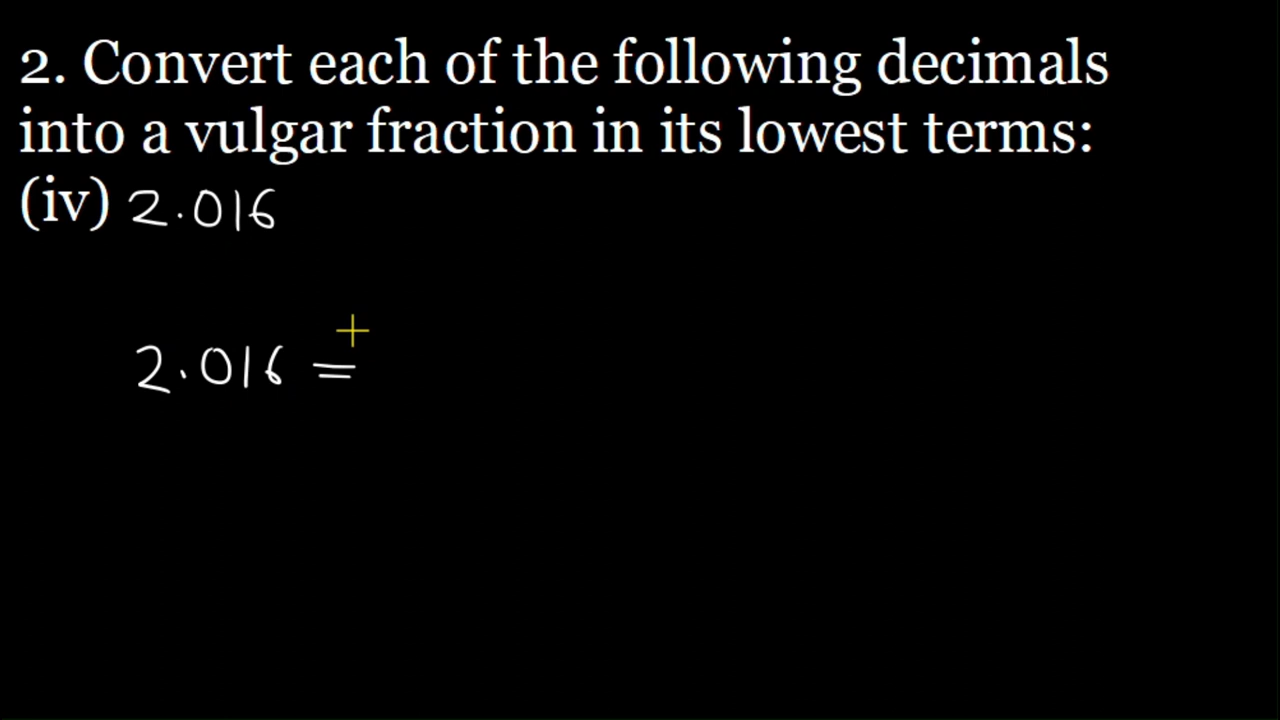 2. Convert each of the following decimals
into a vulgar fraction in its lowest terms:
(iv) 2.016
2.016 =